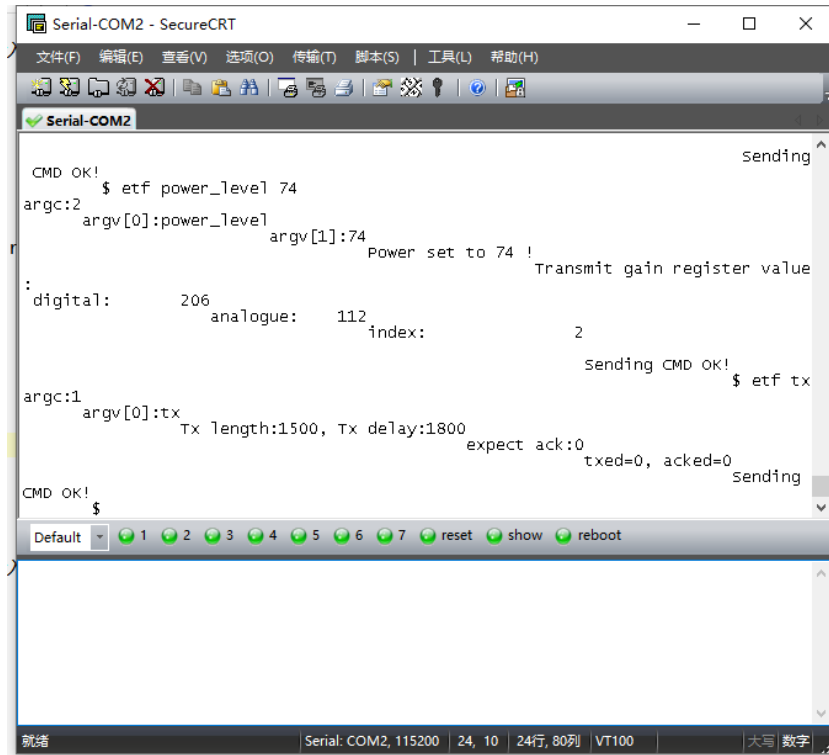 Serial-COM2 - SecureCRT
文件(F) 编辑(E) 查看(V) 选项(O) 传输(T) 脚本(S) | 工具(L) 帮助(H)
Serial-COM2
Sending
CMD OK!
$ etf power_level 74
argc:2
argv[0]:power_level
argv[1]:74
Power set to 74 !
Transmit gain register value
:
digital: 206
analogue: 112
index: 2
Sending CMD OK!
$ etf tx
argc:1
argv[0]:tx
Tx length:1500, Tx delay:1800
expect ack:0
txed=0, acked=0
Sending
CMD OK!
$
Default 1 2 3 4 5 6 7 reset show reboot
就绪 Serial: COM2, 115200 24, 10 24行, 80列 VT100 大写 数字